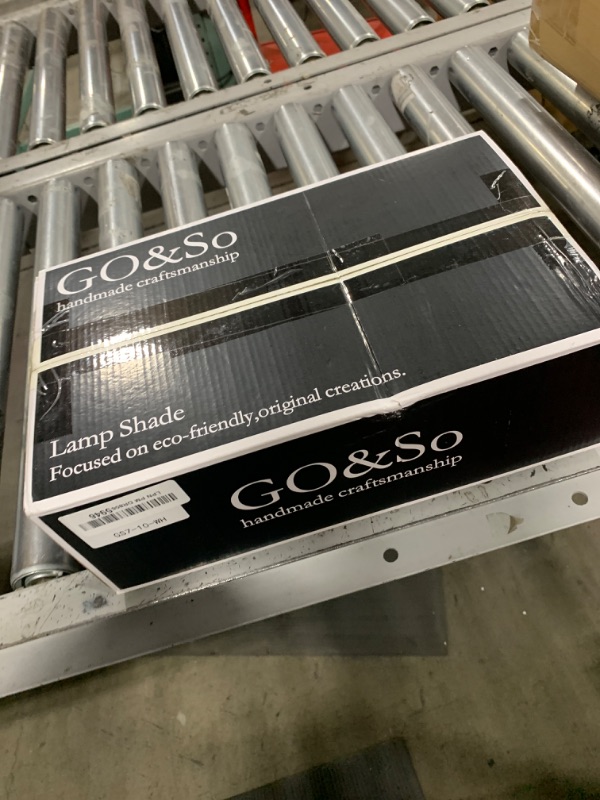 GO&So
handmade craftsmanship
Lamp Shade
Focused on eco-friendly,original creations.
GO&So
handmade craftsmanship
GS7-10-WH